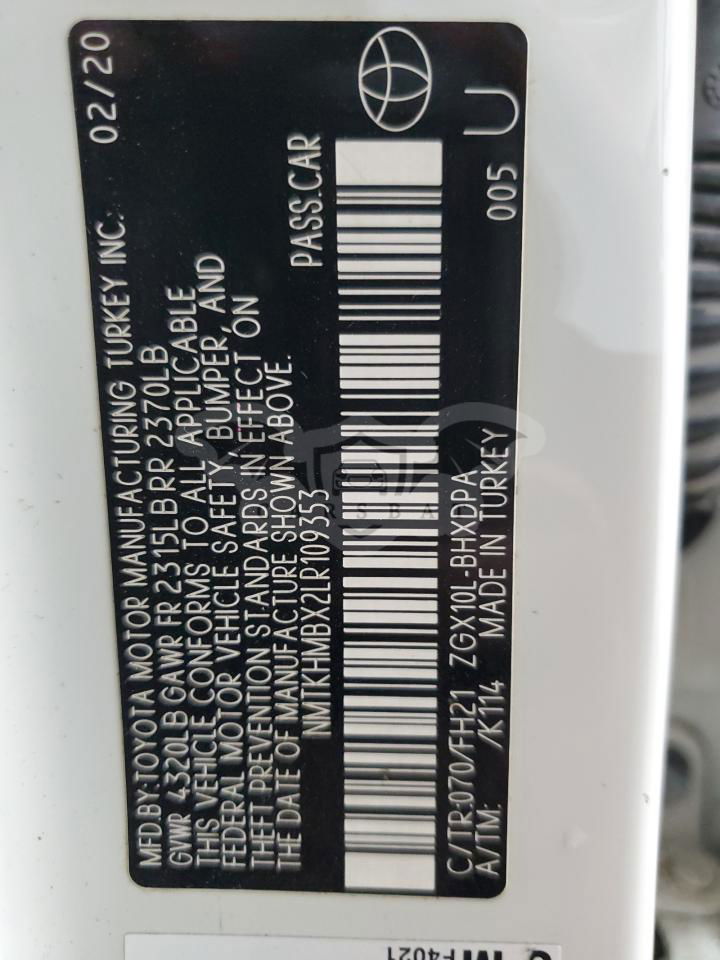 MFD.BY:TOYOTA MOTOR MANUFACTURING TURKEY INC. 02/20
GVWR 4320LB GAWR FR 2315LB RR 2370LB
THIS VEHICLE CONFORMS TO ALL APPLICABLE
FEDERAL MOTOR VEHICLE SAFETY, BUMPER, AND
THEFT PREVENTION STANDARDS IN EFFECT ON
THE DATE OF MANUFACTURE SHOWN ABOVE.
NMTKHMBX2LR109353 PASS.CAR
C/TR:070/FH21 ZGX10L-BHXDPA 005 U
A/TM: /K114 MADE IN TURKEY